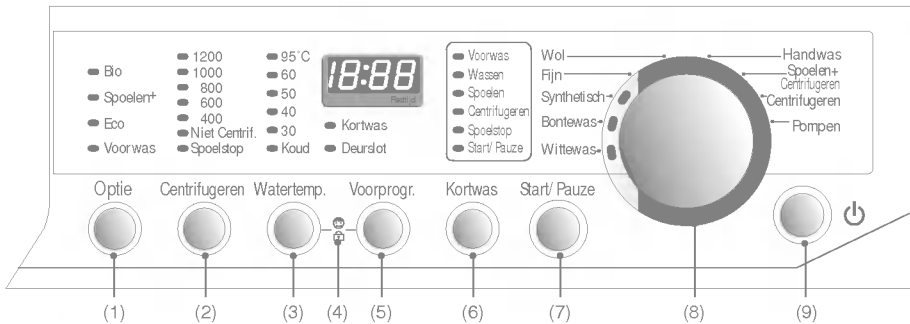 Bio
Spoelen+
Eco
Voorwas
1200
1000
800
600
400
Niet Centrif.
Spoelstop
95°C
60
50
40
30
Koud
18:88
Resttijd
Kortwas
Deurslot
Voorwas
Wassen
Spoelen
Centrifugeren
Spoelstop
Start/ Pauze
Wol
Fijn
Synthetisch
Bontewas
Wittewas
Handwas
Spoelen+
Centrifugeren
Centrifugeren
Pompen
Optie
Centrifugeren
Watertemp.
Voorprogr.
Kortwas
Start/ Pauze
(1)
(2)
(3)
(4)
(5)
(6)
(7)
(8)
(9)